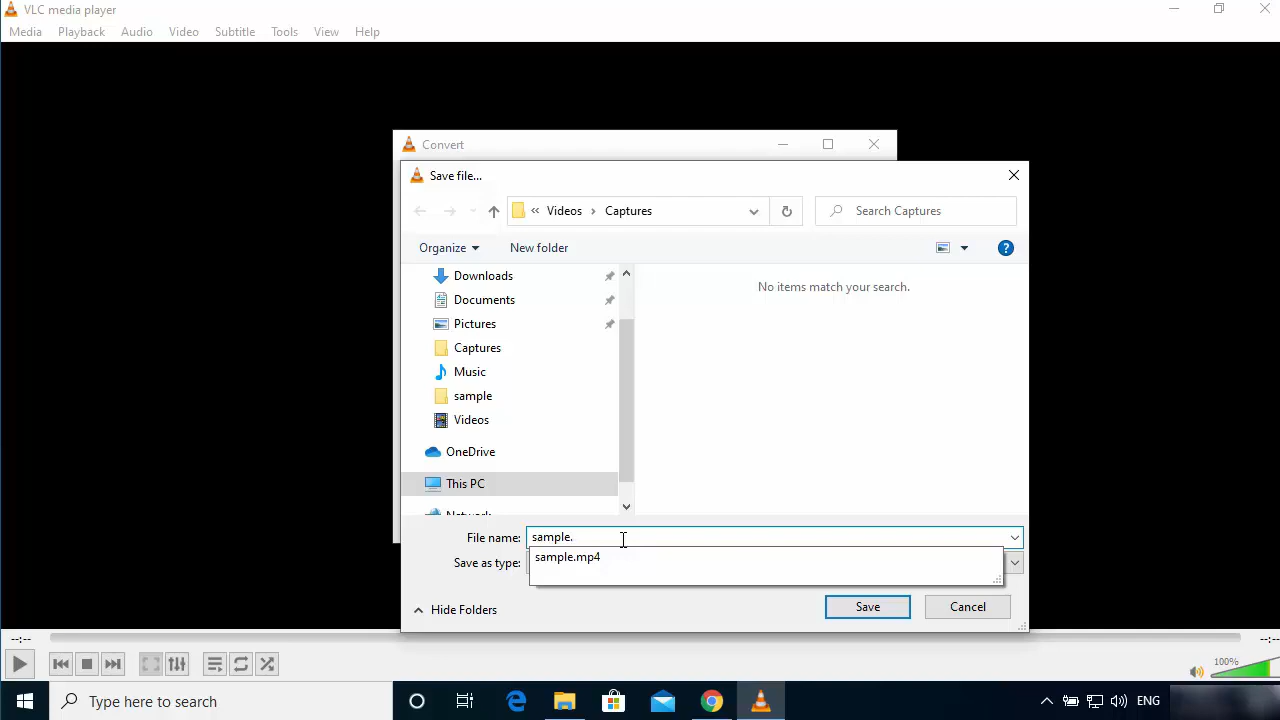 VLC media player
Media Playback Audio Video Subtitle Tools View Help
Convert
Save file...
« Videos › Captures
Search Captures
Organize New folder
?
Downloads
Documents
Pictures
Captures
Music
sample
Videos
OneDrive
This PC
Network
No items match your search.
File name: sample.
sample.mp4
Save as type:
Hide Folders
Save Cancel
--:-- --:--
100%
Type here to search
ENG